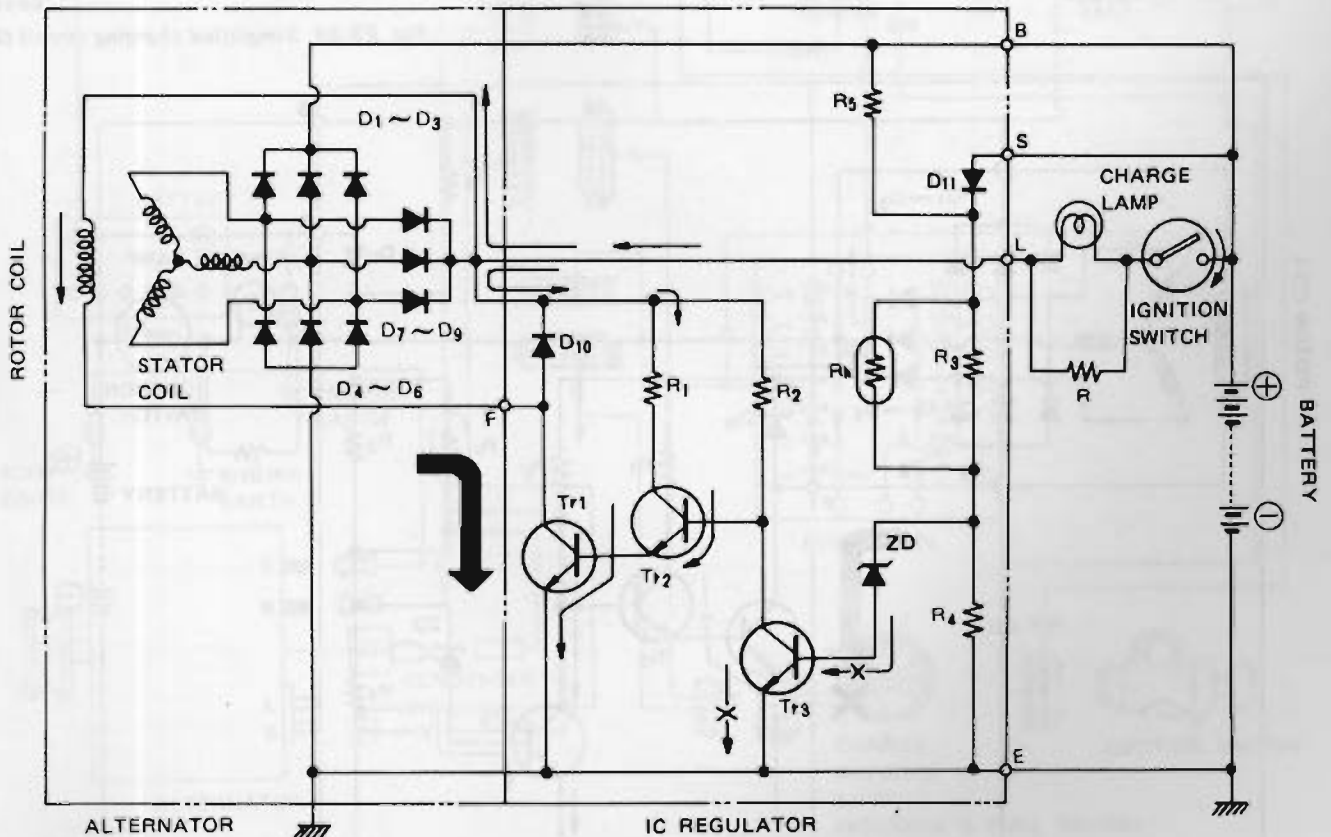 B
R5
D1 ~ D3
S
D11
CHARGE
LAMP
L
ROTOR COIL
IGNITION
SWITCH
D7 ~ D9
D10
STATOR
COIL
R1
R2
Rh
R3
R
D4 ~ D6
F
BATTERY
Tr1
Tr2
ZD
R4
Tr3
E
ALTERNATOR
IC REGULATOR